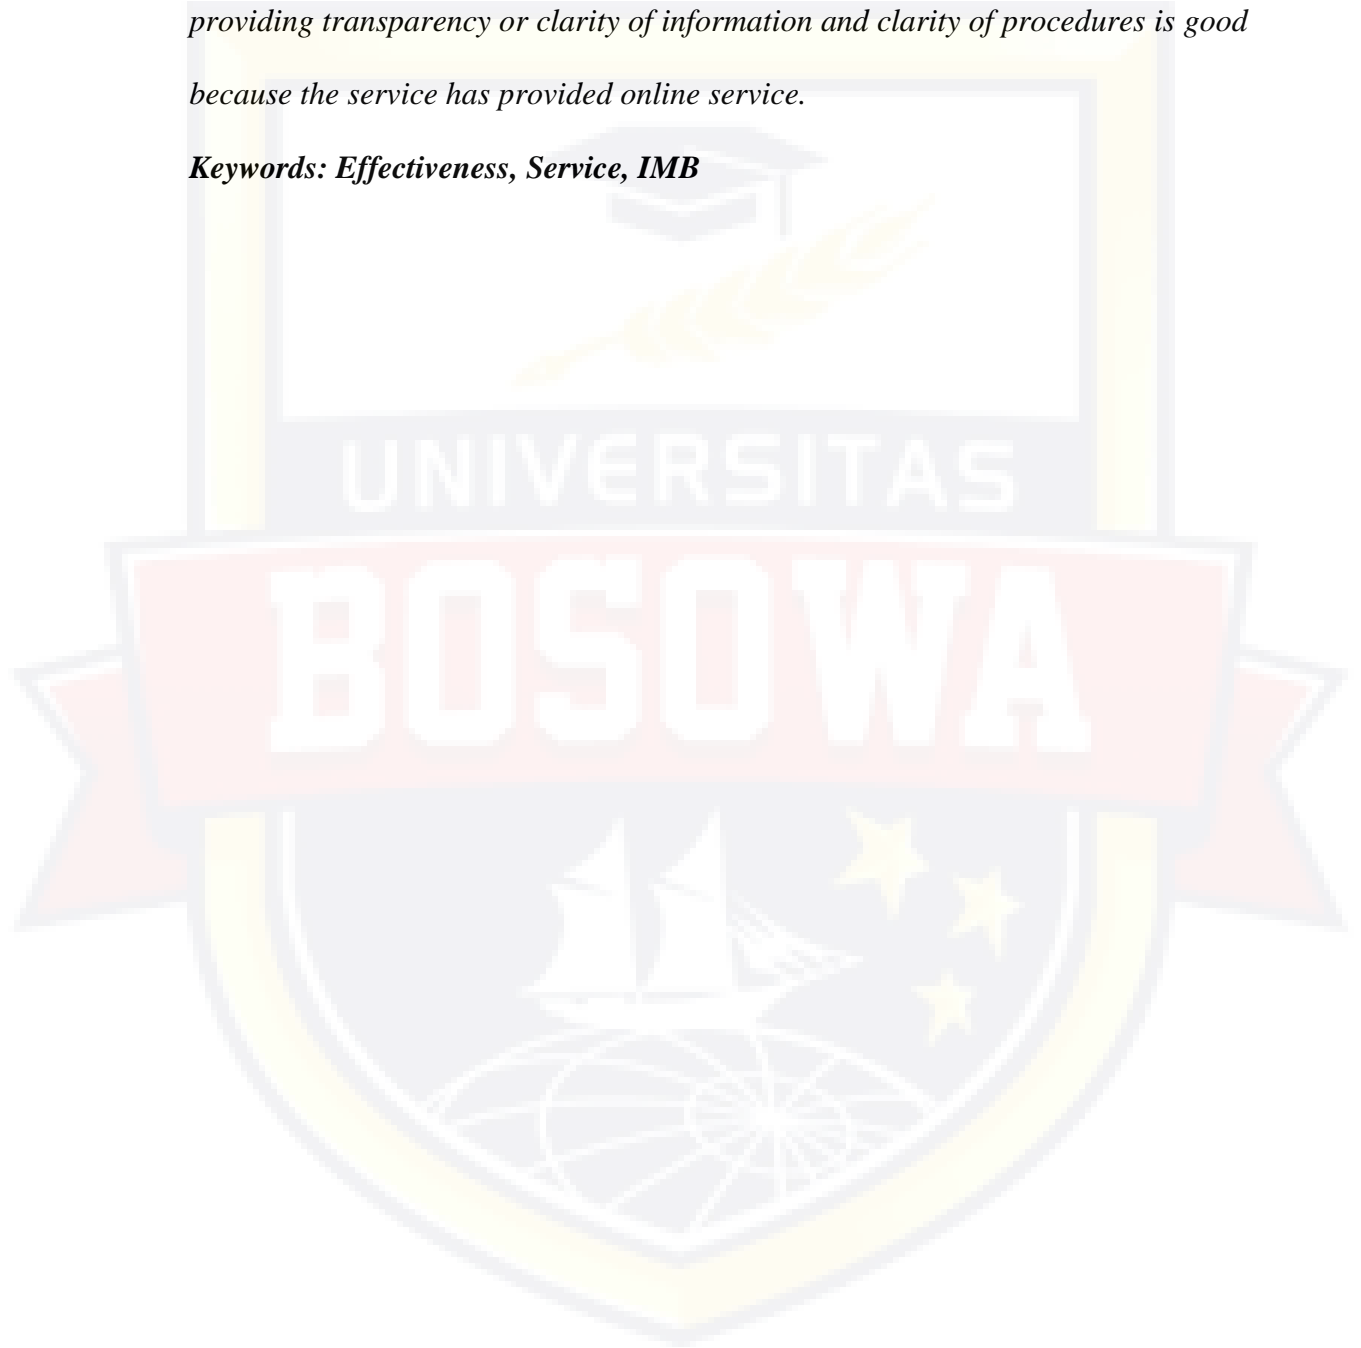 providing transparency or clarity of information and clarity of procedures is good
because the service has provided online service.
Keywords: Effectiveness, Service, IMB
UNIVERSITAS
BOSOWA